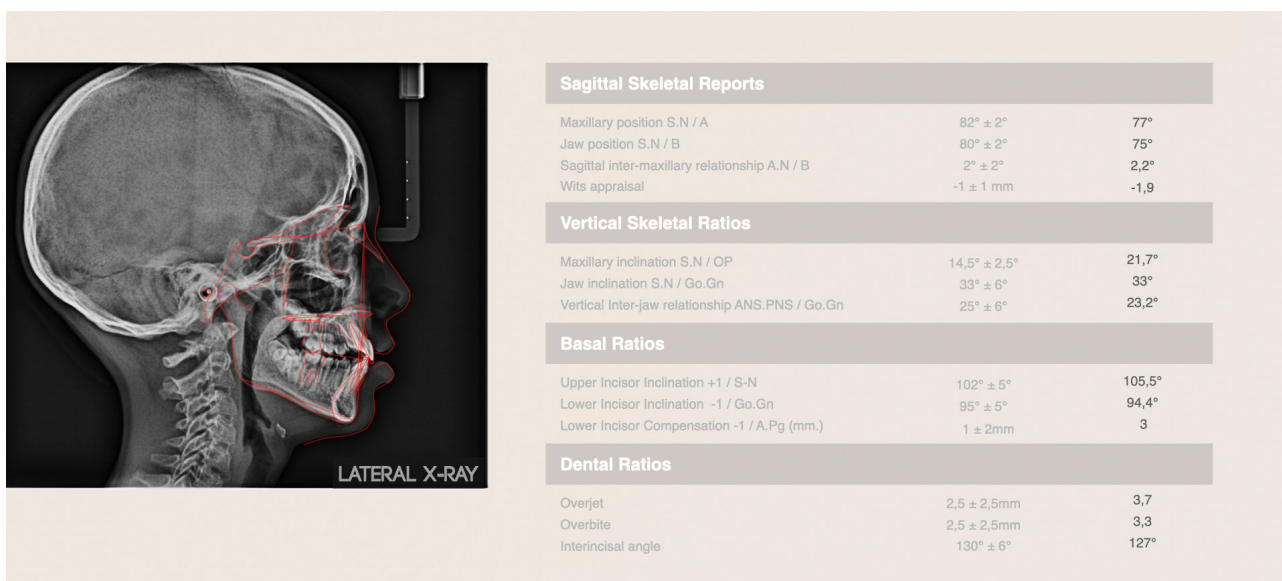 LATERAL X-RAY
Sagittal Skeletal Reports
Maxillary position S.N / A 82° ± 2° 77°
Jaw position S.N / B 80° ± 2° 75°
Sagittal inter-maxillary relationship A.N / B 2° ± 2° 2,2°
Wits appraisal -1 ± 1 mm -1,9
Vertical Skeletal Ratios
Maxillary inclination S.N / OP 14,5° ± 2,5° 21,7°
Jaw inclination S.N / Go.Gn 33° ± 6° 33°
Vertical Inter-jaw relationship ANS.PNS / Go.Gn 25° ± 6° 23,2°
Basal Ratios
Upper Incisor Inclination +1 / S-N 102° ± 5° 105,5°
Lower Incisor Inclination -1 / Go.Gn 95° ± 5° 94,4°
Lower Incisor Compensation -1 / A.Pg (mm.) 1 ± 2mm 3
Dental Ratios
Overjet 2,5 ± 2,5mm 3,7
Overbite 2,5 ± 2,5mm 3,3
Interincisal angle 130° ± 6° 127°